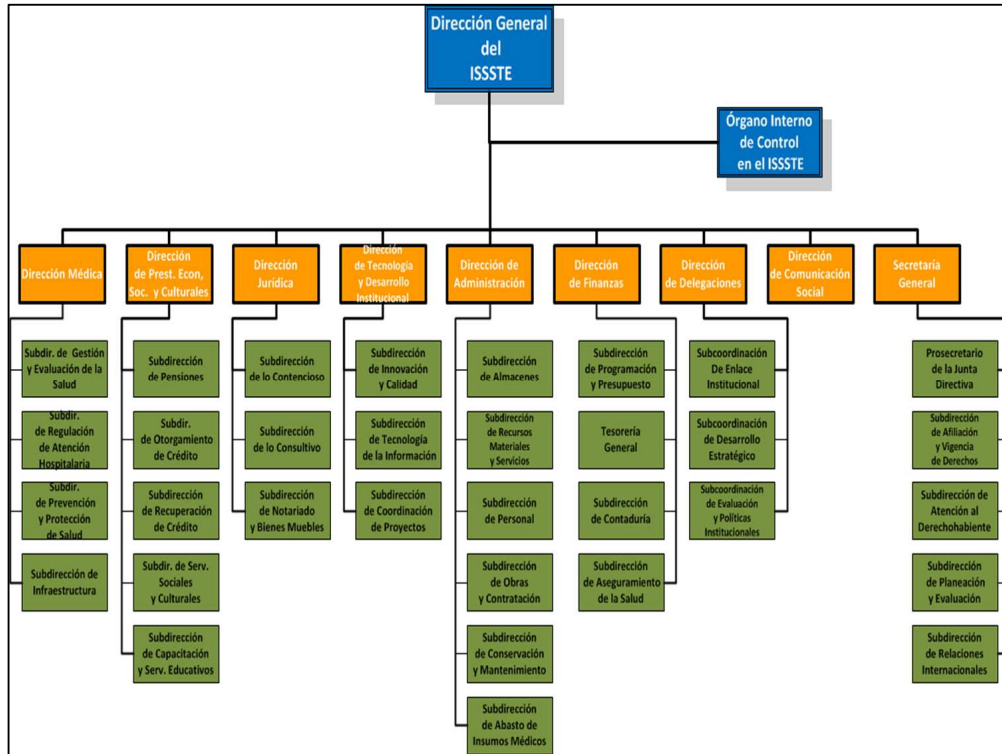 Dirección General
del
ISSSTE
Órgano Interno
de Control
en el ISSSTE
Dirección Médica
Dirección
de Prest. Econ,
Soc. y Culturales
Dirección
Jurídica
Dirección
de Tecnología
y Desarrollo
Institucional
Dirección de
Administración
Dirección
de Finanzas
Dirección
de Delegaciones
Dirección
de Comunicación
Social
Secretaría
General
Subdir. de Gestión
y Evaluación de la
Salud
Subdir.
de Regulación
de Atención
Hospitalaria
Subdir.
de Prevención
y Protección
de Salud
Subdirección de
Infraestructura
Subdirección
de Pensiones
Subdir.
de Otorgamiento
de Crédito
Subdirección
de Recuperación
de Crédito
Subdir. de Serv.
Sociales
y Culturales
Subdirección
de Capacitación
y Serv. Educativos
Subdirección
de lo Contencioso
Subdirección
de lo Consultivo
Subdirección
de Notariado
y Bienes Muebles
Subdirección
de Innovación
y Calidad
Subdirección
de Tecnología
de la Información
Subdirección
de Coordinación
de Proyectos
Subdirección
de Almacenes
Subdirección
de Recursos
Materiales
y Servicios
Subdirección
de Personal
Subdirección
de Obras
y Contratación
Subdirección
de Conservación
y Mantenimiento
Subdirección
de Abasto de
Insumos Médicos
Subdirección
de Programación
y Presupuesto
Tesorería
General
Subdirección
de Contaduría
Subdirección
de Aseguramiento
de la Salud
Subcoordinación
De Enlace
Institucional
Subcoordinación
de Desarrollo
Estratégico
Subcoordinación
de Evaluación
y Políticas
Institucionales
Prosecretario
de la Junta
Directiva
Subdirección
de Afiliación
y Vigencia
de Derechos
Subdirección de
Atención al
Derechohabiente
Subdirección
de Planeación
y Evaluación
Subdirección
de Relaciones
Internacionales